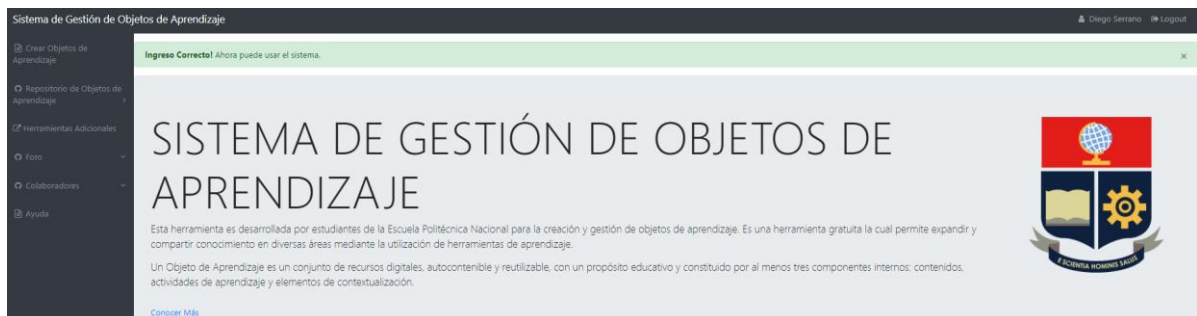 Sistema de Gestión de Objetos de Aprendizaje
Diego Serrano
Logout
Crear Objetos de
Aprendizaje
Repositorio de Objetos de
Aprendizaje
Herramientas Adicionales
Foro
Colaboradores
Ayuda
Ingreso Correcto! Ahora puede usar el sistema.
SISTEMA DE GESTIÓN DE OBJETOS DE
APRENDIZAJE
Esta herramienta es desarrollada por estudiantes de la Escuela Politécnica Nacional para la creación y gestión de objetos de aprendizaje. Es una herramienta gratuita la cual permite expandir y
compartir conocimiento en diversas áreas mediante la utilización de herramientas de aprendizaje.
Un Objeto de Aprendizaje es un conjunto de recursos digitales, autocontenible y reutilizable, con un propósito educativo y constituido por al menos tres componentes internos: contenidos,
actividades de aprendizaje y elementos de contextualización.
Conocer Más
E SCIENTIA HOMINIS SALUS